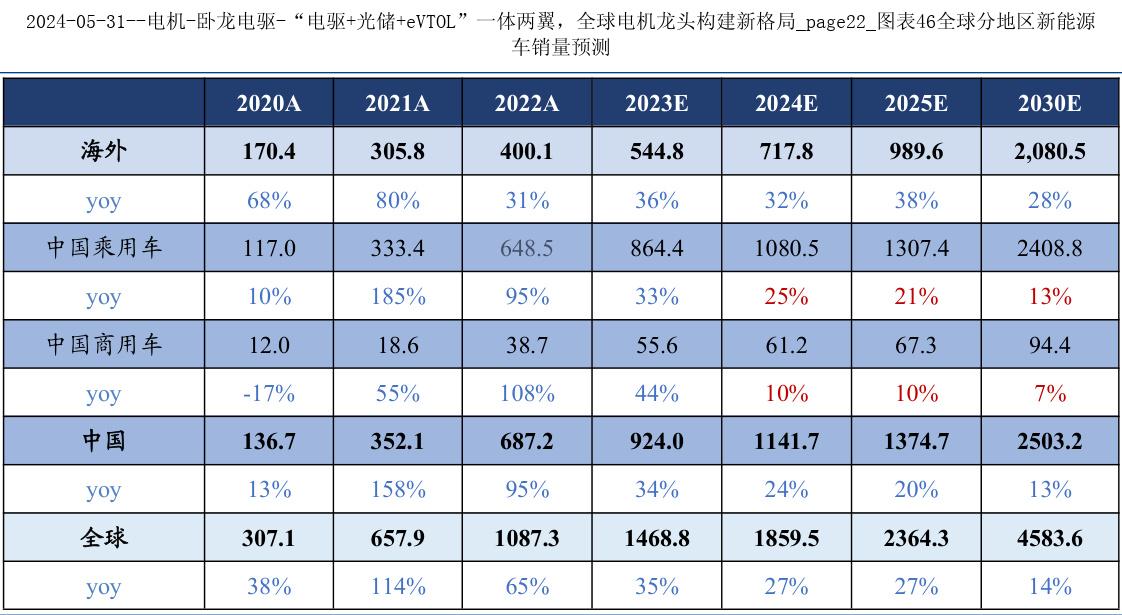 2024-05-31--电机-卧龙电驱-“电驱+光储+eVTOL”一体两翼，全球电机龙头构建新格局_page22_图表46全球分地区新能源
车销量预测
2020A 2021A 2022A 2023E 2024E 2025E 2030E
海外 170.4 305.8 400.1 544.8 717.8 989.6 2,080.5
yoy 68% 80% 31% 36% 32% 38% 28%
中国乘用车 117.0 333.4 648.5 864.4 1080.5 1307.4 2408.8
yoy 10% 185% 95% 33% 25% 21% 13%
中国商用车 12.0 18.6 38.7 55.6 61.2 67.3 94.4
yoy -17% 55% 108% 44% 10% 10% 7%
中国 136.7 352.1 687.2 924.0 1141.7 1374.7 2503.2
yoy 13% 158% 95% 34% 24% 20% 13%
全球 307.1 657.9 1087.3 1468.8 1859.5 2364.3 4583.6
yoy 38% 114% 65% 35% 27% 27% 14%